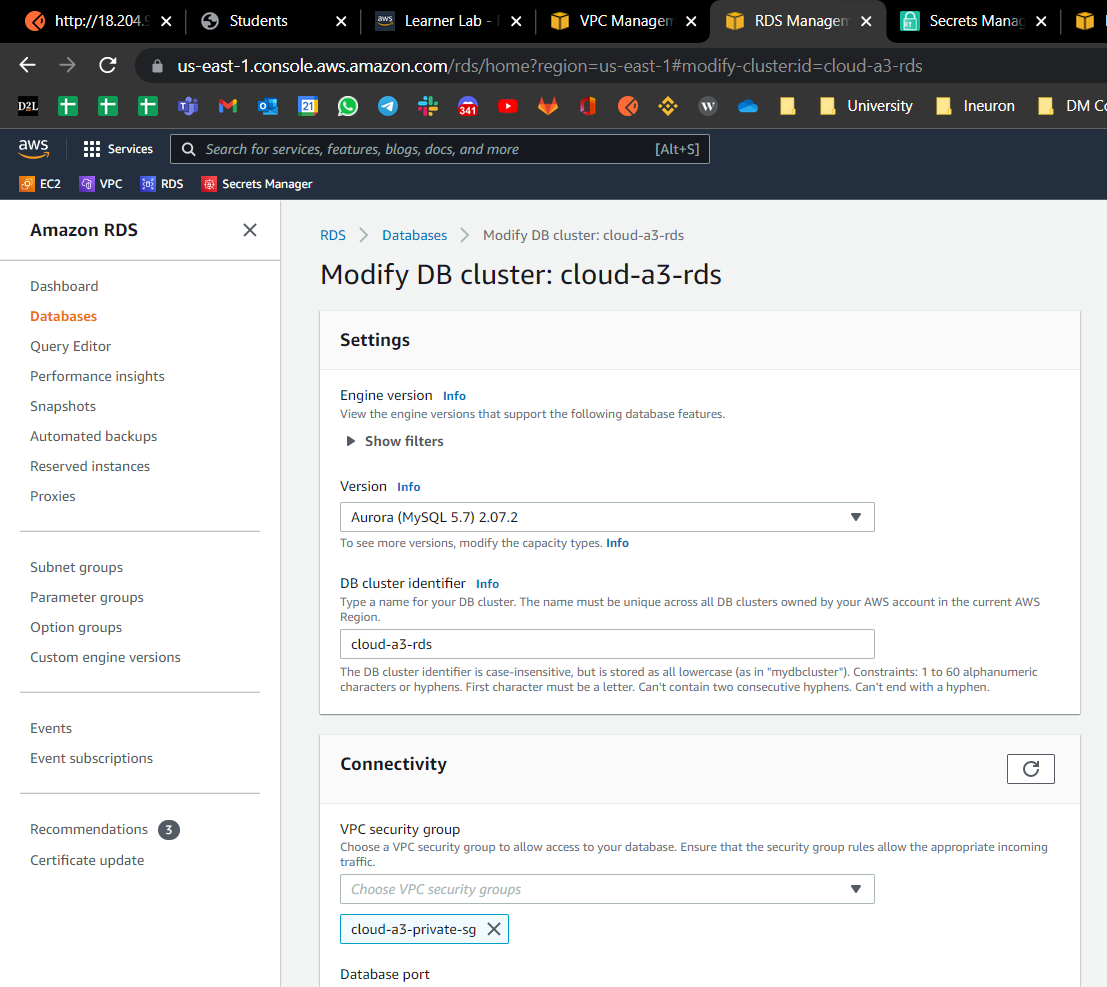 http://18.204.9
Students
Learner Lab -
VPC Managem
RDS Managem
Secrets Manag
us-east-1.console.aws.amazon.com/rds/home?region=us-east-1#modify-cluster:id=cloud-a3-rds
D2L
21
341
W
University
Ineuron
DM Co
aws
Services
Search for services, features, blogs, docs, and more
[Alt+S]
EC2
VPC
RDS
Secrets Manager
Amazon RDS
Dashboard
Databases
Query Editor
Performance insights
Snapshots
Automated backups
Reserved instances
Proxies
Subnet groups
Parameter groups
Option groups
Custom engine versions
Events
Event subscriptions
Recommendations 3
Certificate update
RDS > Databases > Modify DB cluster: cloud-a3-rds
Modify DB cluster: cloud-a3-rds
Settings
Engine version Info
View the engine versions that support the following database features.
Show filters
Version Info
Aurora (MySQL 5.7) 2.07.2
To see more versions, modify the capacity types. Info
DB cluster identifier Info
Type a name for your DB cluster. The name must be unique across all DB clusters owned by your AWS account in the current AWS
Region.
cloud-a3-rds
The DB cluster identifier is case-insensitive, but is stored as all lowercase (as in "mydbcluster"). Constraints: 1 to 60 alphanumeric
characters or hyphens. First character must be a letter. Can't contain two consecutive hyphens. Can't end with a hyphen.
Connectivity
VPC security group
Choose a VPC security group to allow access to your database. Ensure that the security group rules allow the appropriate incoming
traffic.
Choose VPC security groups
cloud-a3-private-sg
Database port